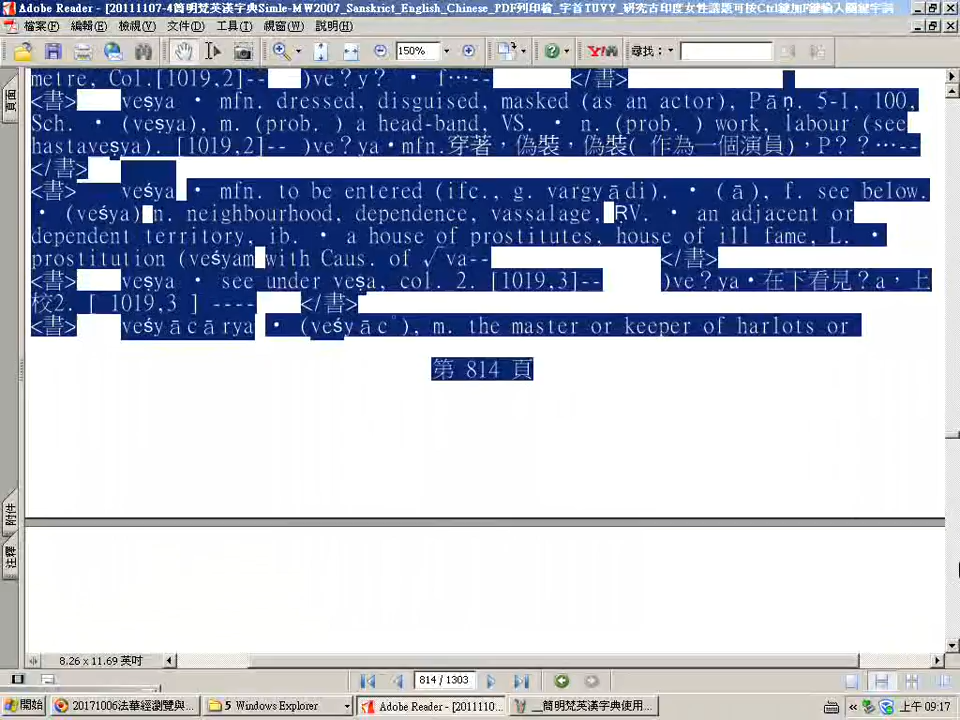 Adobe Reader - [20111107-4簡明梵英漢字典Simle-MW2007_Sanskrict_English_Chinese_PDF列印檔_字首TUVY_研究古印度女性議題可按Ctrl鍵加F鍵輸入關鍵字詞
檔案(F) 編輯(E) 檢視(V) 文件(D) 工具(T) 視窗(W) 說明(H)
150% 尋找:
頁面
metre, Col.[1019,2]-- )ve？y？ • f…-- </書>
<書> veṣya • mfn. dressed, disguised, masked (as an actor), Pāṇ. 5-1, 100,
Sch. • (veṣya), m. (prob. ) a head-band, VS. • n. (prob. ) work, labour (see
hastaveṣya). [1019,2]-- )ve？ya•mfn.穿著，偽裝，偽裝( 作為一個演員)，P？？…--
</書>
<書> veśya • mfn. to be entered (ifc., g. vargyādi). • (ā), f. see below.
• (veśya) n. neighbourhood, dependence, vassalage, RV. • an adjacent or
dependent territory, ib. • a house of prostitutes, house of ill fame, L. •
prostitution (veśyam with Caus. of √va-- </書>
<書> veṣya • see under veṣa, col. 2. [1019,3]-- )ve？ya•在下看見？a，上
校2. [ 1019,3 ] ---- </書>
<書> veśyācārya • (veśyāc°), m. the master or keeper of harlots or
第 814 頁
附件
注釋
8.26 x 11.69 英吋
814 / 1303
開始 20171006法華經瀏覽與... 5 Windows Explorer Adobe Reader - [201110... __簡明梵英漢字典使用... 上午 09:17